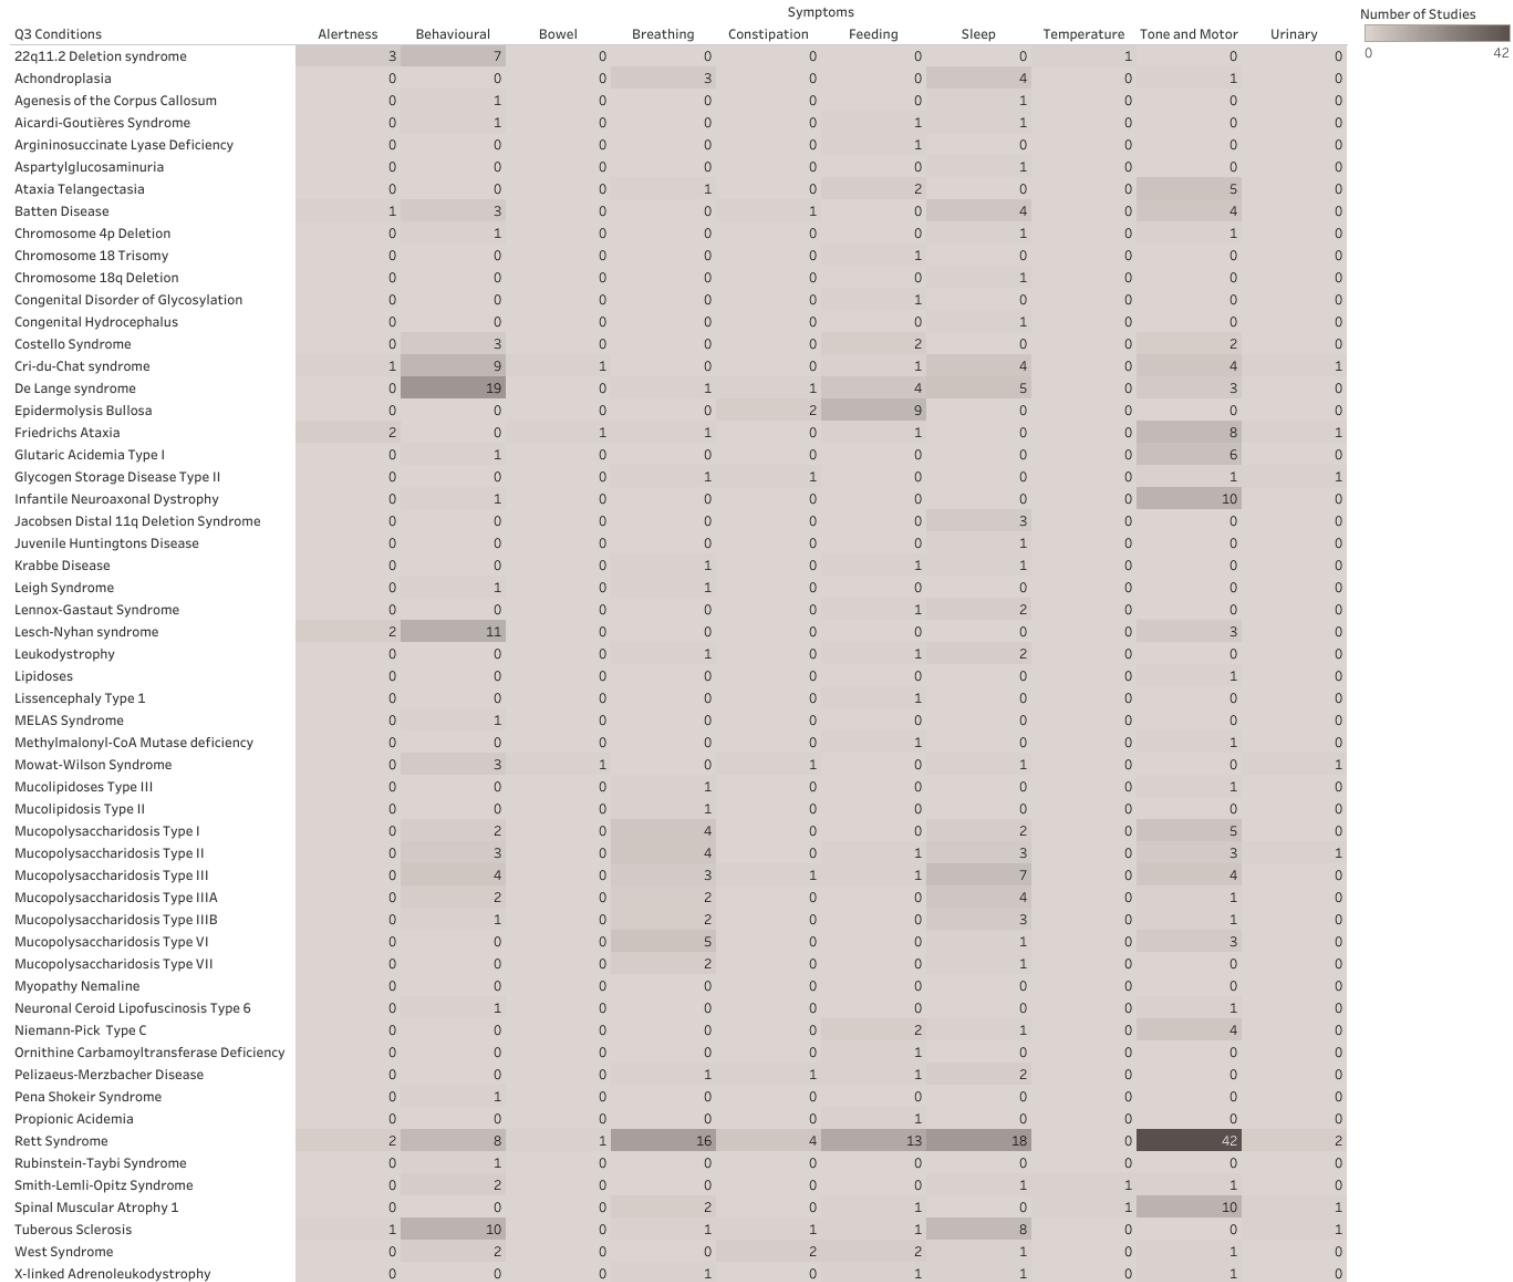 Symptoms
Number of Studies
0 42
Q3 Conditions Alertness Behavioural Bowel Breathing Constipation Feeding Sleep Temperature Tone and Motor Urinary
22q11.2 Deletion syndrome 3 7 0 0 0 0 0 1 0 0
Achondroplasia 0 0 0 3 0 0 4 0 1 0
Agenesis of the Corpus Callosum 0 1 0 0 0 0 1 0 0 0
Aicardi-Goutières Syndrome 0 1 0 0 0 1 1 0 0 0
Argininosuccinate Lyase Deficiency 0 0 0 0 0 1 0 0 0 0
Aspartylglucosaminuria 0 0 0 0 0 0 1 0 0 0
Ataxia Telangectasia 0 0 0 1 0 2 0 0 5 0
Batten Disease 1 3 0 0 1 0 4 0 4 0
Chromosome 4p Deletion 0 1 0 0 0 0 1 0 1 0
Chromosome 18 Trisomy 0 0 0 0 0 1 0 0 0 0
Chromosome 18q Deletion 0 0 0 0 0 0 1 0 0 0
Congenital Disorder of Glycosylation 0 0 0 0 0 1 0 0 0 0
Congenital Hydrocephalus 0 0 0 0 0 0 1 0 0 0
Costello Syndrome 0 3 0 0 0 2 0 0 2 0
Cri-du-Chat syndrome 1 9 1 0 0 1 4 0 4 1
De Lange syndrome 0 19 0 1 1 4 5 0 3 0
Epidermolysis Bullosa 0 0 0 0 2 9 0 0 0 0
Friedrichs Ataxia 2 0 1 1 0 1 0 0 8 1
Glutaric Acidemia Type I 0 1 0 0 0 0 0 0 6 0
Glycogen Storage Disease Type II 0 0 0 1 1 0 0 0 1 1
Infantile Neuroaxonal Dystrophy 0 1 0 0 0 0 0 0 10 0
Jacobsen Distal 11q Deletion Syndrome 0 0 0 0 0 0 3 0 0 0
Juvenile Huntingtons Disease 0 0 0 0 0 0 1 0 0 0
Krabbe Disease 0 0 0 1 0 1 1 0 0 0
Leigh Syndrome 0 1 0 1 0 0 0 0 0 0
Lennox-Gastaut Syndrome 0 0 0 0 0 1 2 0 0 0
Lesch-Nyhan syndrome 2 11 0 0 0 0 0 0 3 0
Leukodystrophy 0 0 0 1 0 1 2 0 0 0
Lipidoses 0 0 0 0 0 0 0 0 1 0
Lissencephaly Type 1 0 0 0 0 0 1 0 0 0 0
MELAS Syndrome 0 1 0 0 0 0 0 0 0 0
Methylmalonyl-CoA Mutase deficiency 0 0 0 0 0 1 0 0 1 0
Mowat-Wilson Syndrome 0 3 1 0 1 0 1 0 0 1
Mucolipidoses Type III 0 0 0 1 0 0 0 0 1 0
Mucolipidosis Type II 0 0 0 1 0 0 0 0 0 0
Mucopolysaccharidosis Type I 0 2 0 4 0 0 2 0 5 0
Mucopolysaccharidosis Type II 0 3 0 4 0 1 3 0 3 1
Mucopolysaccharidosis Type III 0 4 0 3 1 1 7 0 4 0
Mucopolysaccharidosis Type IIIA 0 2 0 2 0 0 4 0 1 0
Mucopolysaccharidosis Type IIIB 0 1 0 2 0 0 3 0 1 0
Mucopolysaccharidosis Type VI 0 0 0 5 0 0 1 0 3 0
Mucopolysaccharidosis Type VII 0 0 0 2 0 0 1 0 0 0
Myopathy Nemaline 0 0 0 0 0 0 0 0 0 0
Neuronal Ceroid Lipofuscinosis Type 6 0 1 0 0 0 0 0 0 1 0
Niemann-Pick Type C 0 0 0 0 0 2 1 0 4 0
Ornithine Carbamoyltransferase Deficiency 0 0 0 0 0 1 0 0 0 0
Pelizaeus-Merzbacher Disease 0 0 0 1 1 1 2 0 0 0
Pena Shokeir Syndrome 0 1 0 0 0 0 0 0 0 0
Propionic Acidemia 0 0 0 0 0 1 0 0 0 0
Rett Syndrome 2 8 1 16 4 13 18 0 42 2
Rubinstein-Taybi Syndrome 0 1 0 0 0 0 0 0 0 0
Smith-Lemli-Opitz Syndrome 0 2 0 0 0 0 1 1 1 0
Spinal Muscular Atrophy 1 0 0 0 2 0 1 0 1 10 1
Tuberous Sclerosis 1 10 0 1 1 1 8 0 0 1
West Syndrome 0 2 0 0 2 2 1 0 1 0
X-linked Adrenoleukodystrophy 0 0 0 1 0 1 1 0 1 0